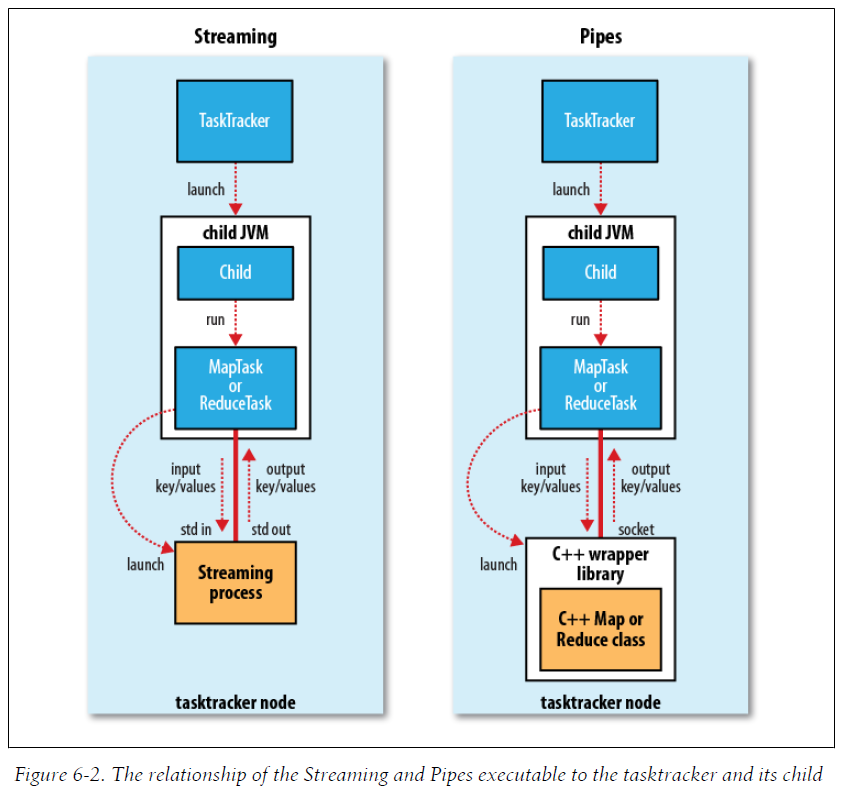 Streaming
TaskTracker
launch
child JVM
Child
run
MapTask
or
ReduceTask
input
key/values
output
key/values
std in
std out
launch
Streaming
process
tasktracker node
Pipes
TaskTracker
launch
child JVM
Child
run
MapTask
or
ReduceTask
input
key/values
output
key/values
socket
launch
C++ wrapper
library
C++ Map or
Reduce class
tasktracker node
Figure 6-2. The relationship of the Streaming and Pipes executable to the tasktracker and its child